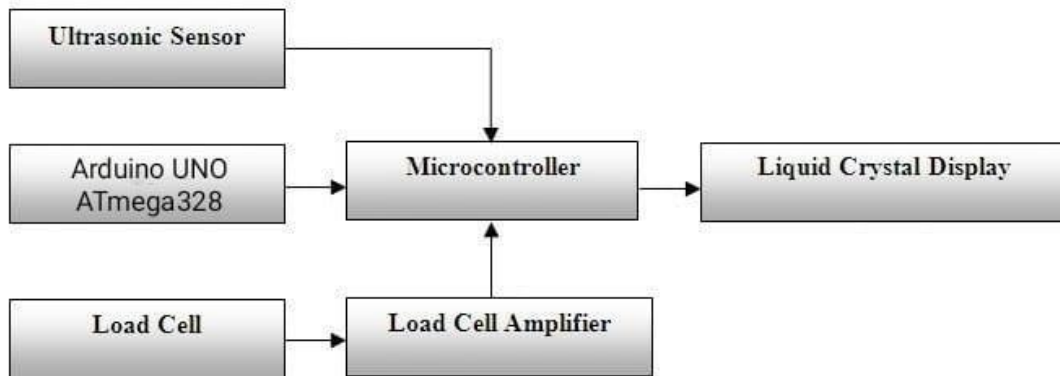 Ultrasonic Sensor
Arduino UNO
ATmega328
Microcontroller
Liquid Crystal Display
Load Cell
Load Cell Amplifier